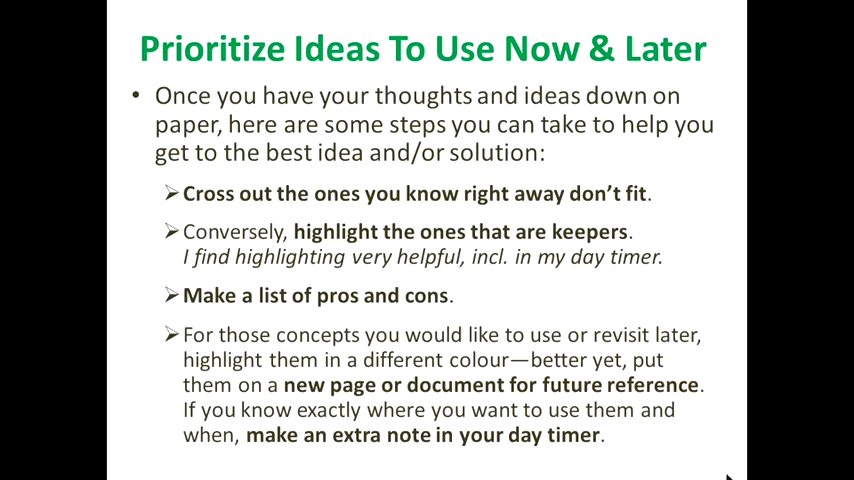 Prioritize Ideas To Use Now & Later
• Once you have your thoughts and ideas down on
paper, here are some steps you can take to help you
get to the best idea and/or solution:
➢ Cross out the ones you know right away don’t fit.
➢ Conversely, highlight the ones that are keepers.
I find highlighting very helpful, incl. in my day timer.
➢ Make a list of pros and cons.
➢ For those concepts you would like to use or revisit later,
highlight them in a different colour—better yet, put
them on a new page or document for future reference.
If you know exactly where you want to use them and
when, make an extra note in your day timer.